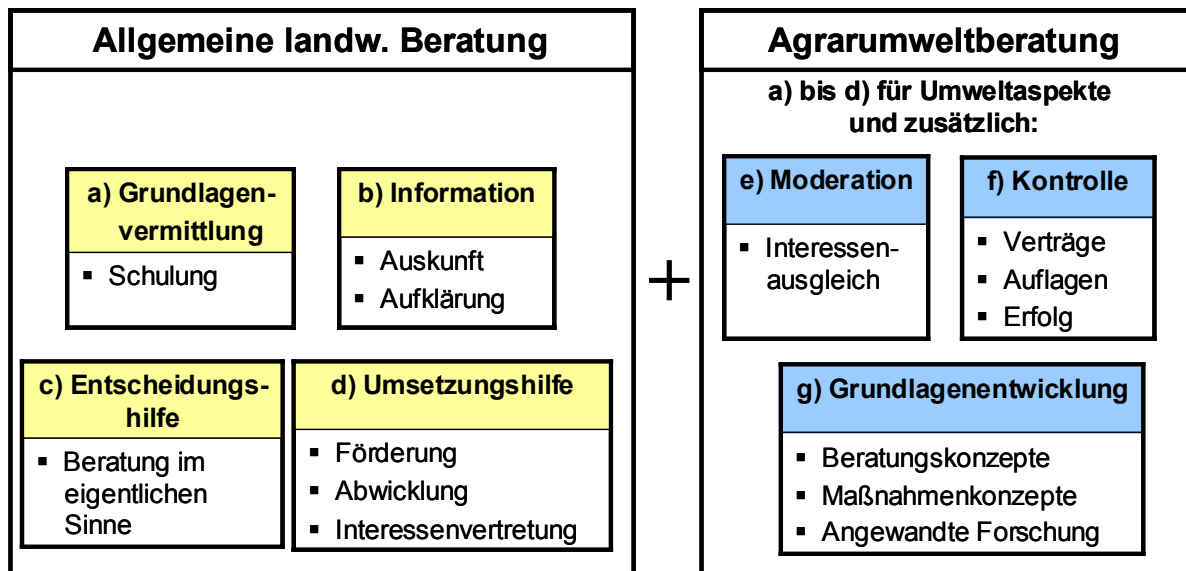 Allgemeine landw. Beratung
a) Grundlagen-
vermittlung
▪ Schulung
b) Information
▪ Auskunft
▪ Aufklärung
c) Entscheidungs-
hilfe
▪ Beratung im
eigentlichen
Sinne
d) Umsetzungshilfe
▪ Förderung
▪ Abwicklung
▪ Interessenvertretung
+
Agrarumweltberatung
a) bis d) für Umweltaspekte
und zusätzlich:
e) Moderation
▪ Interessen-
ausgleich
f) Kontrolle
▪ Verträge
▪ Auflagen
▪ Erfolg
g) Grundlagenentwicklung
▪ Beratungskonzepte
▪ Maßnahmenkonzepte
▪ Angewandte Forschung